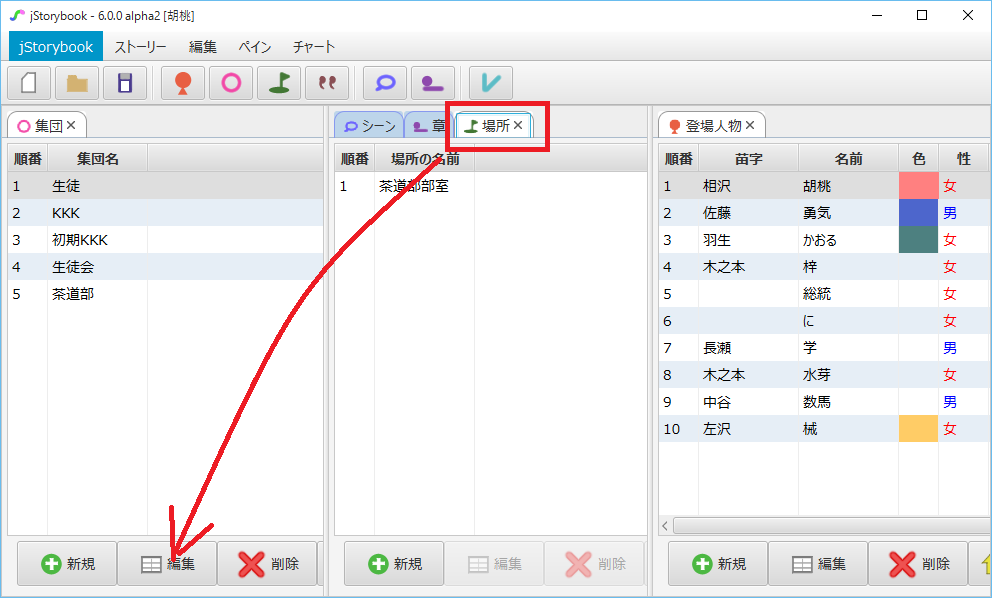 jStorybook - 6.0.0 alpha2 [胡桃]
jStorybook ストーリー 編集 ペイン チャート
集団
順番 集団名
1 生徒
2 KKK
3 初期KKK
4 生徒会
5 茶道部
新規 編集 削除
シーン 章 場所
順番 場所の名前
1 茶道部部室
新規 編集 削除
登場人物
順番 苗字 名前 色 性
1 相沢 胡桃 女
2 佐藤 勇気 男
3 羽生 かおる 女
4 木之本 梓 女
5 総統 女
6 に 女
7 長瀬 学 男
8 木之本 水芽 女
9 中谷 数馬 男
10 左沢 械 女
新規 編集 削除